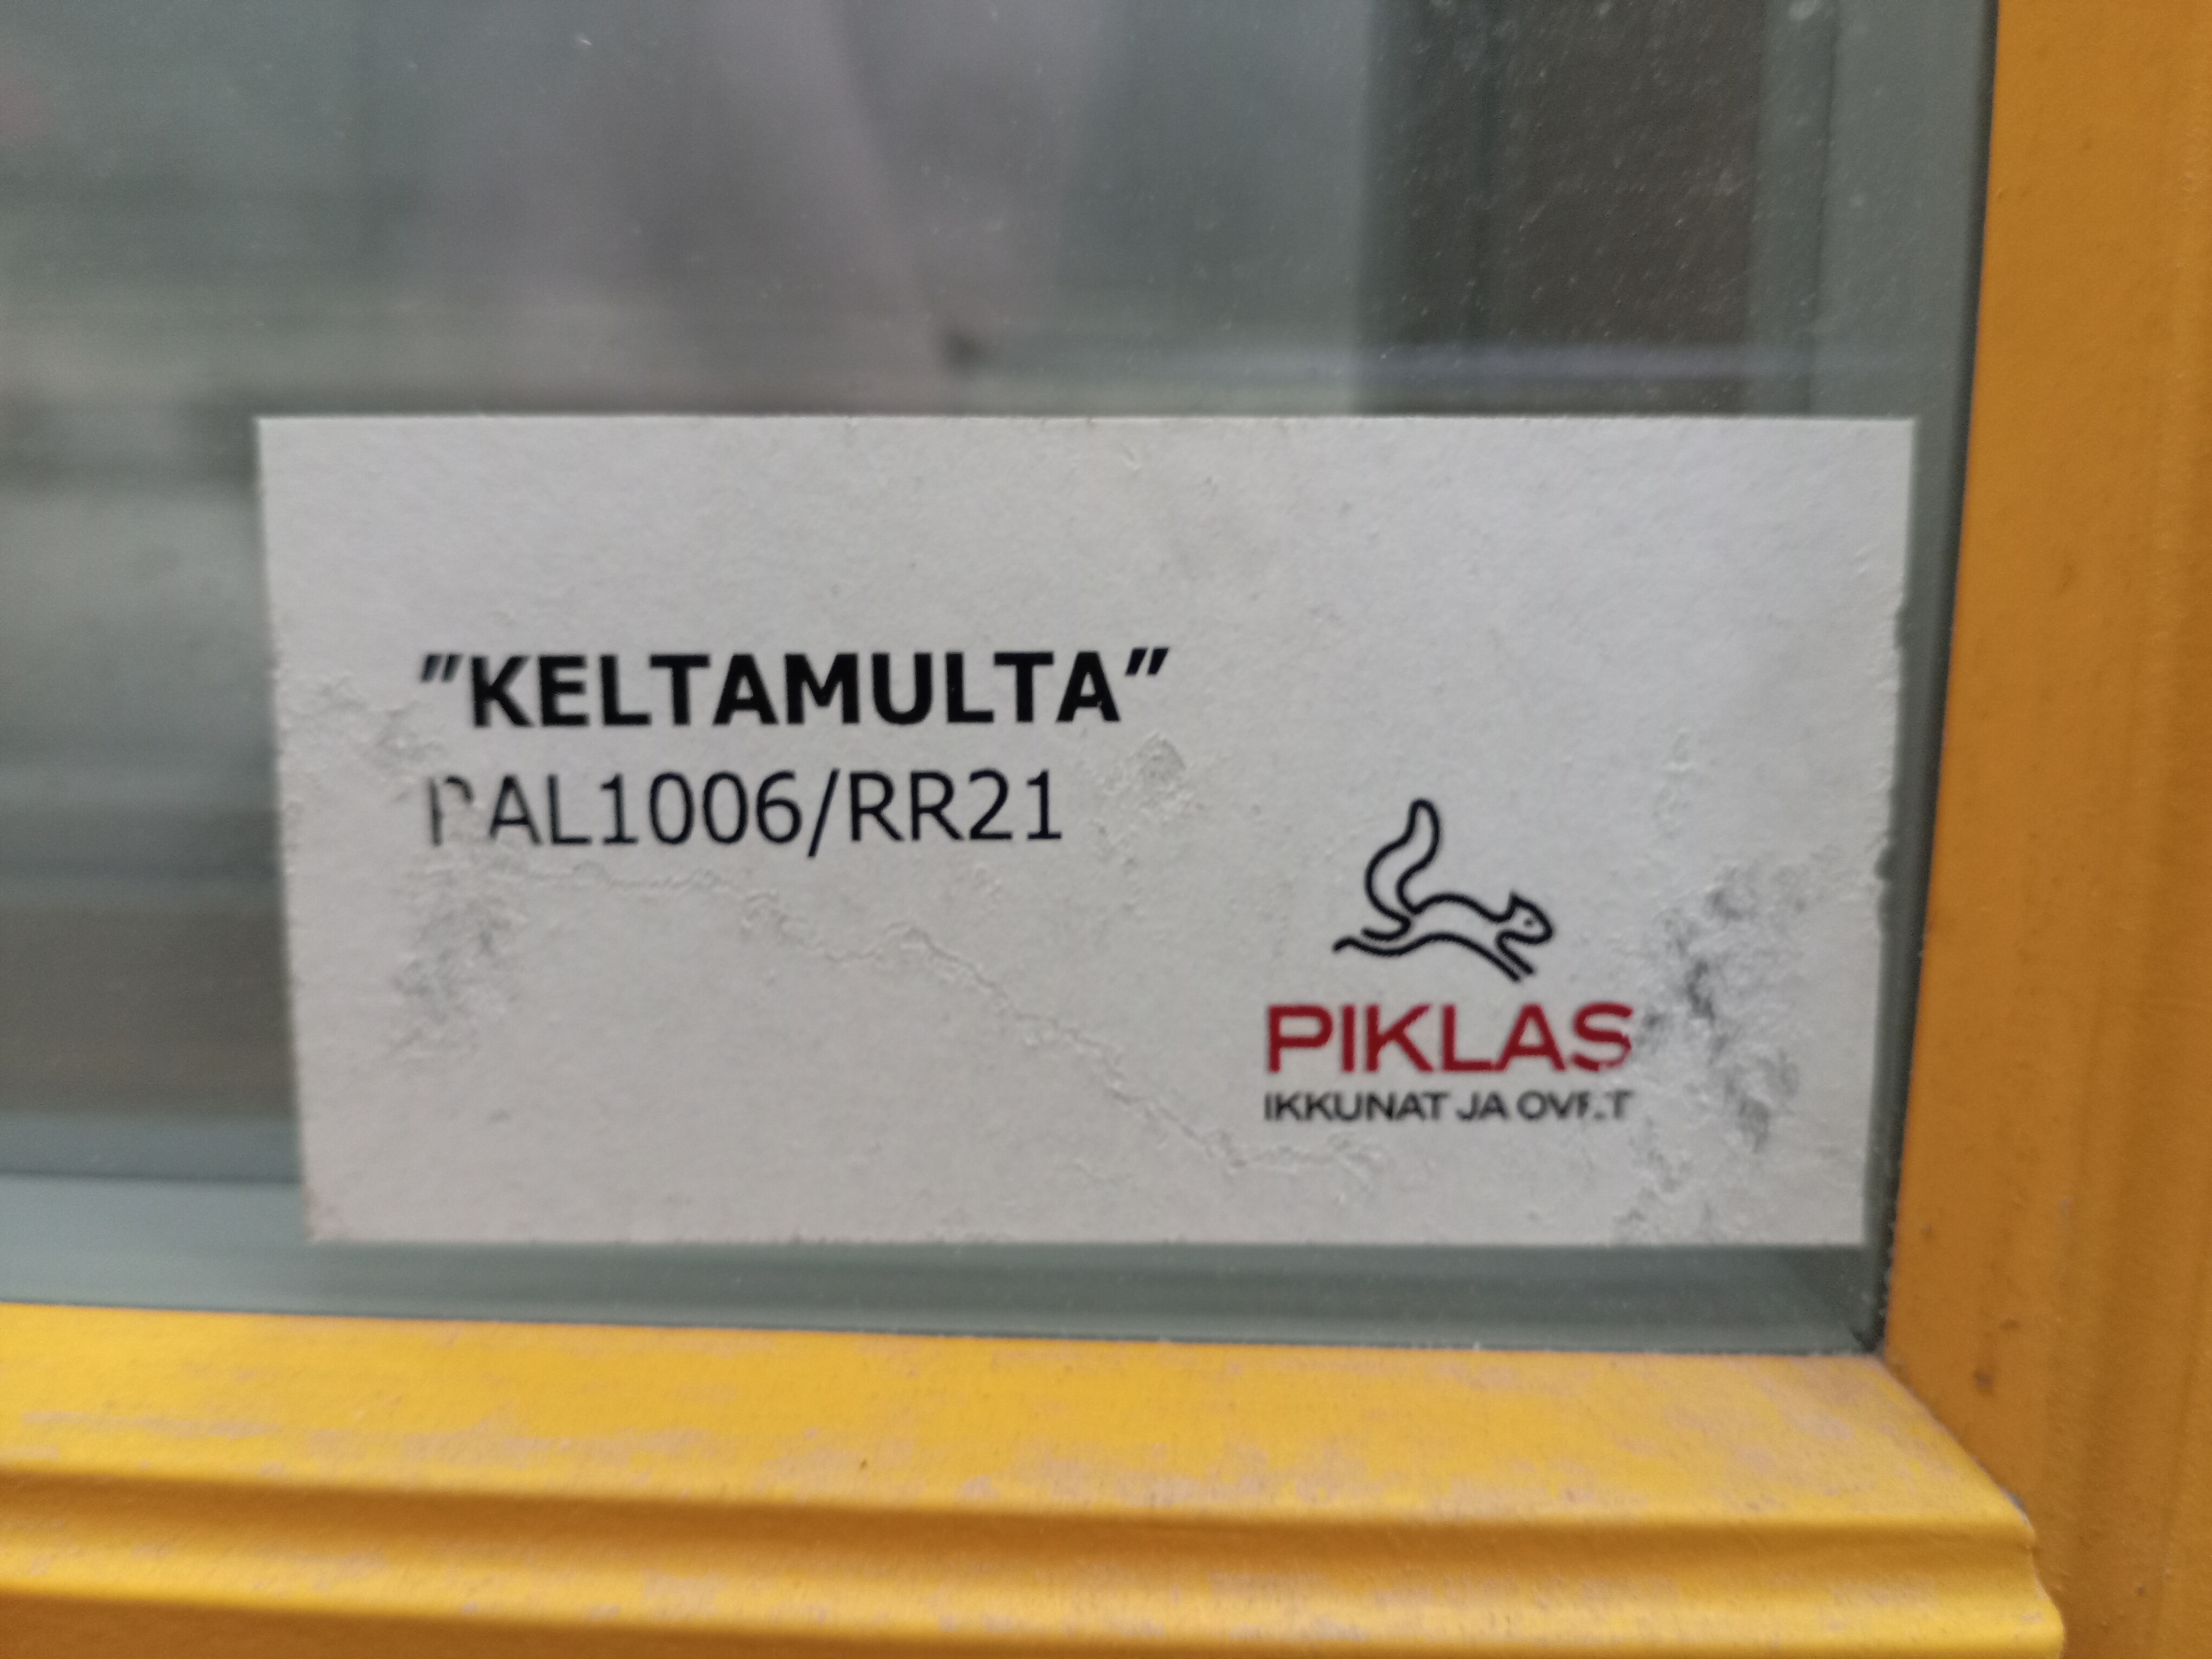 "KELTAMULTA"
RAL1006/RR21
PIKLAS
IKKUNAT JA OVET